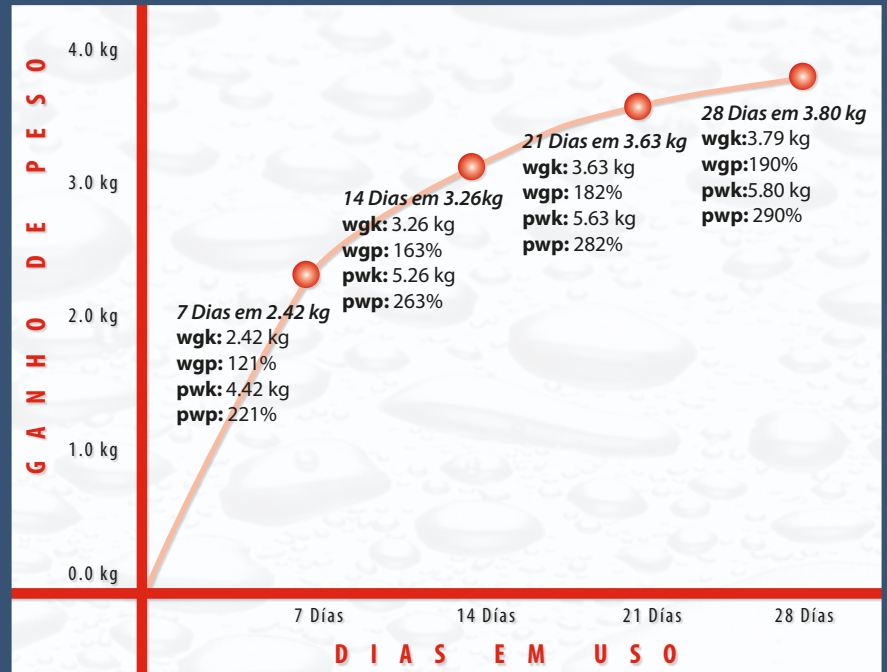 GANHO DE PESO
4.0 kg
3.0 kg
2.0 kg
1.0 kg
0.0 kg
7 Dias em 2.42 kg
wgk: 2.42 kg
wgp: 121%
pwk: 4.42 kg
pwp: 221%
14 Dias em 3.26kg
wgk: 3.26 kg
wgp: 163%
pwk: 5.26 kg
pwp: 263%
21 Dias em 3.63 kg
wgk: 3.63 kg
wgp: 182%
pwk: 5.63 kg
pwp: 282%
28 Dias em 3.80 kg
wgk:3.79 kg
wgp:190%
pwk:5.80 kg
pwp: 290%
7 Días
14 Días
21 Días
28 Días
DIAS EM USO